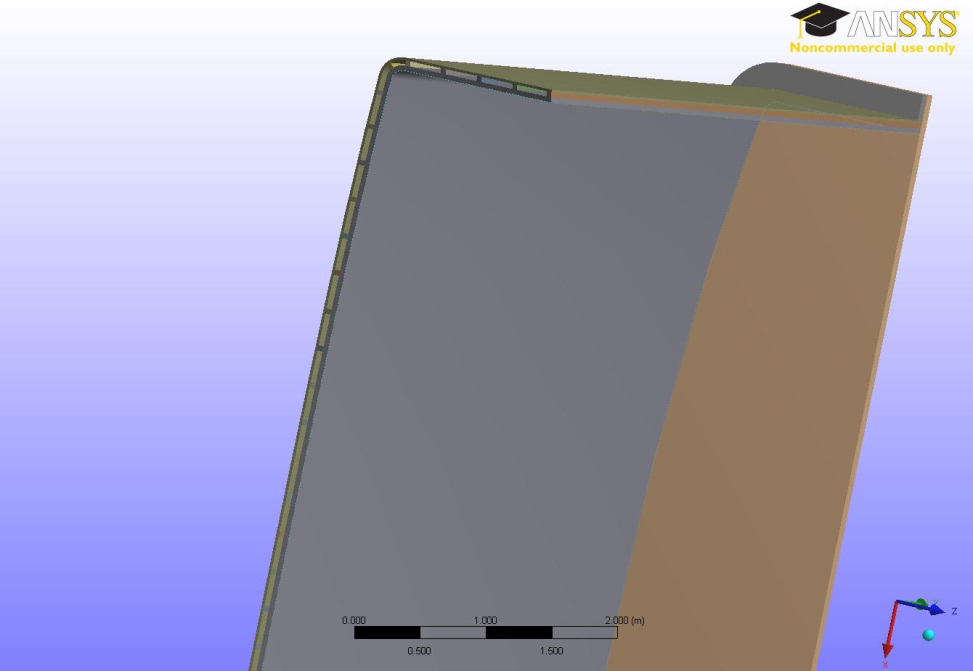 ANSYS
Noncommercial use only
0.000 1.000 2.000 (m)
0.500 1.500
Z
X